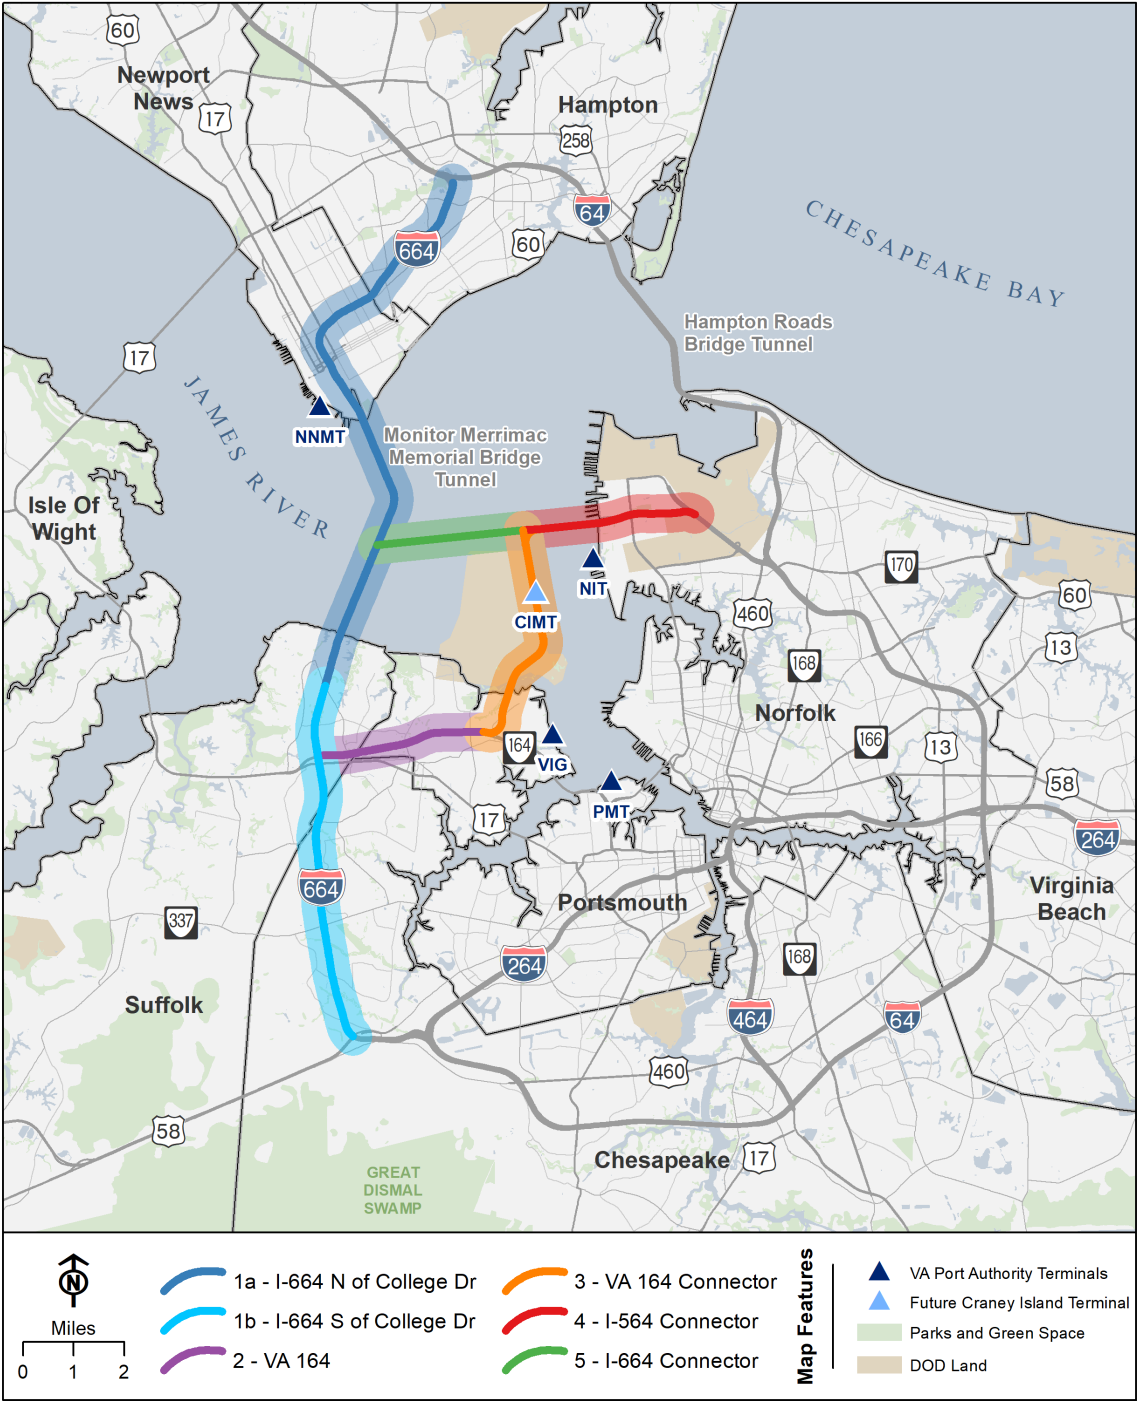 60
Newport
News
17
Hampton
258
64
60
664
CHESAPEAKE BAY
Hampton Roads
Bridge Tunnel
17
JAMES RIVER
NNMT
Monitor Merrimac
Memorial Bridge
Tunnel
Isle Of
Wight
NIT
170
CIMT
460
60
13
168
Norfolk
164
VIG
166
13
PMT
17
58
264
664
Portsmouth
Virginia
Beach
337
264
168
Suffolk
464
64
460
58
Chesapeake
17
GREAT
DISMAL
SWAMP
N
Miles
0 1 2
1a - I-664 N of College Dr
1b - I-664 S of College Dr
2 - VA 164
3 - VA 164 Connector
4 - I-564 Connector
5 - I-664 Connector
Map Features
VA Port Authority Terminals
Future Craney Island Terminal
Parks and Green Space
DOD Land